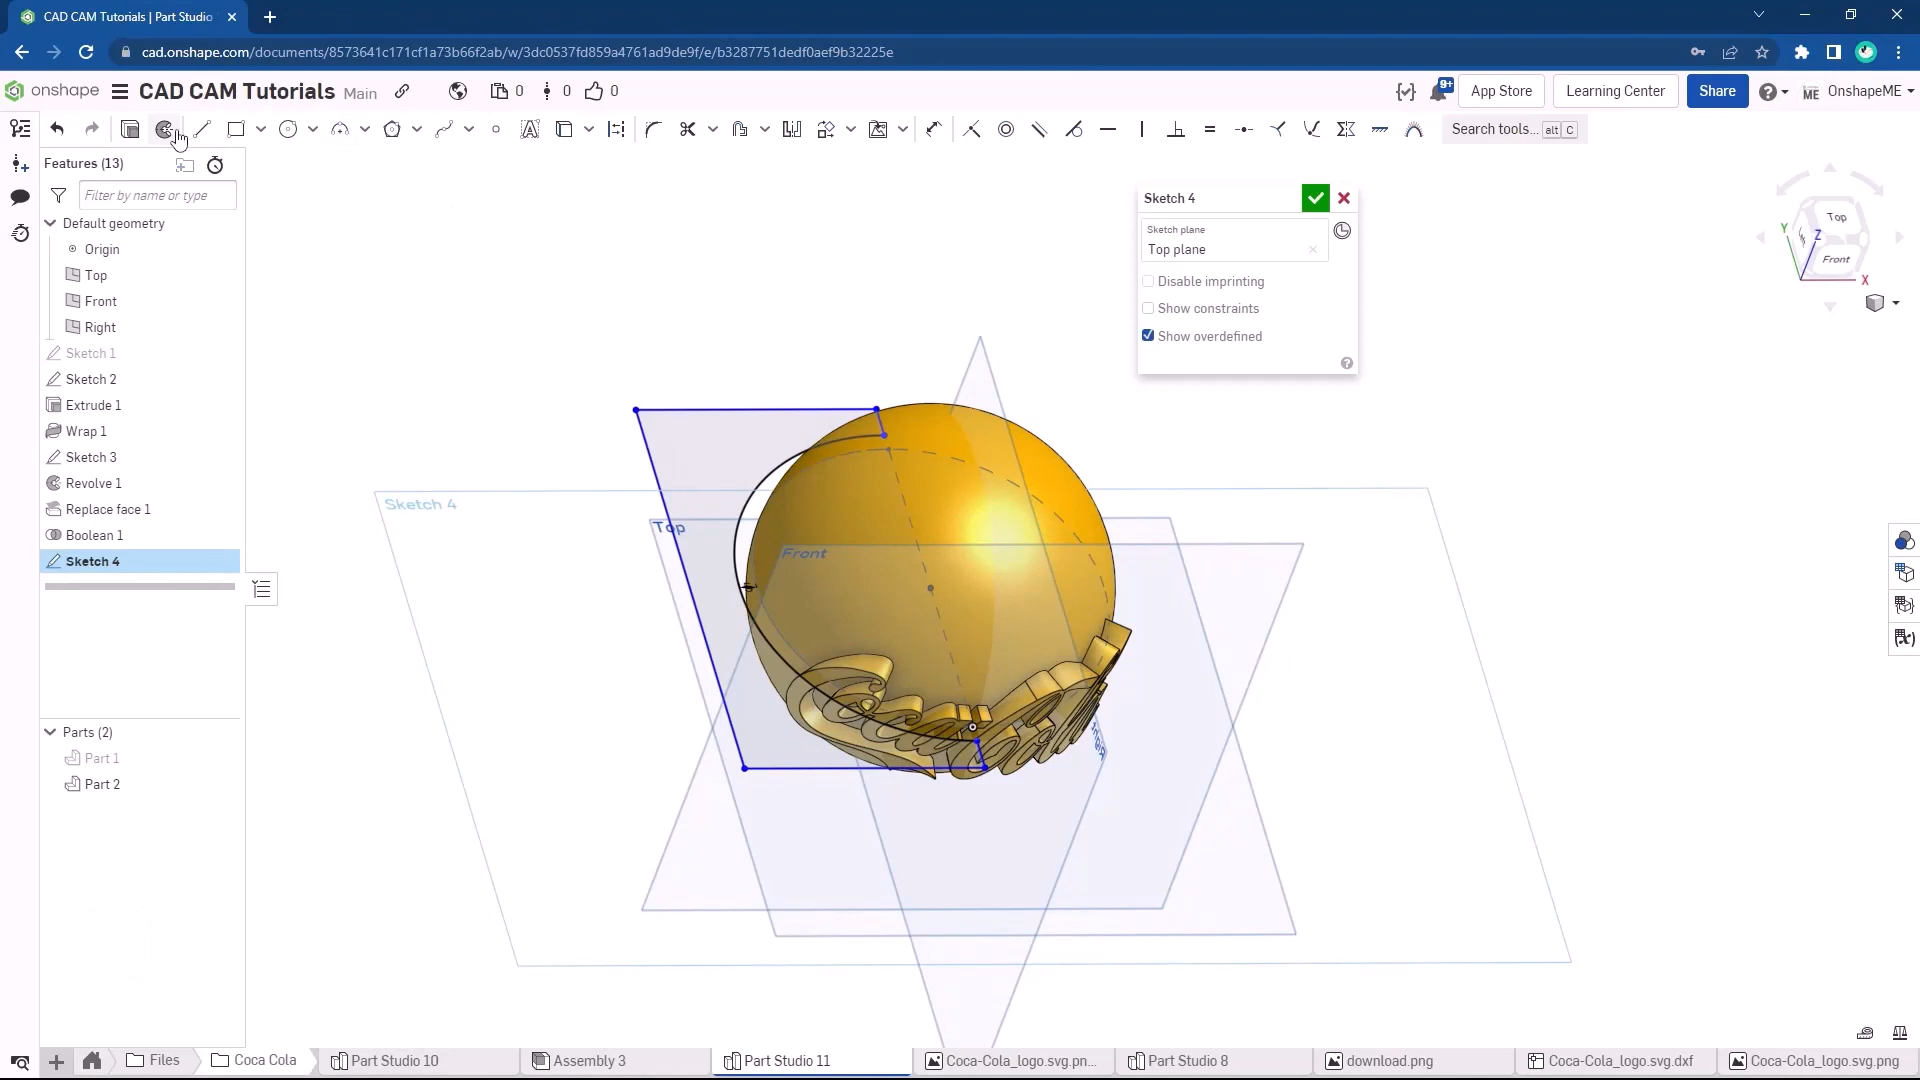 CAD CAM Tutorials | Part Studio
cad.onshape.com/documents/8573641c171cf1a73b66f2ab/w/3dc0537fd859a4761ad9de9f/e/b3287751dedf0aef9b32225e
onshape CAD CAM Tutorials Main 0 0 0 9+ App Store Learning Center Share ME OnshapeME
Search tools... alt C
Features (13)
Filter by name or type
Default geometry
Origin
Top
Front
Right
Sketch 1
Sketch 2
Extrude 1
Wrap 1
Sketch 3
Revolve 1
Replace face 1
Boolean 1
Sketch 4
Parts (2)
Part 1
Part 2
Sketch 4
Sketch plane
Top plane
Disable imprinting
Show constraints
Show overdefined
Top
Front
Y
Z
X
Sketch 4
Top
Front
Right
Files Coca Cola Part Studio 10 Assembly 3 Part Studio 11 Coca-Cola_logo.svg.pn... Part Studio 8 download.png Coca-Cola_logo.svg.dxf Coca-Cola_logo.svg.png